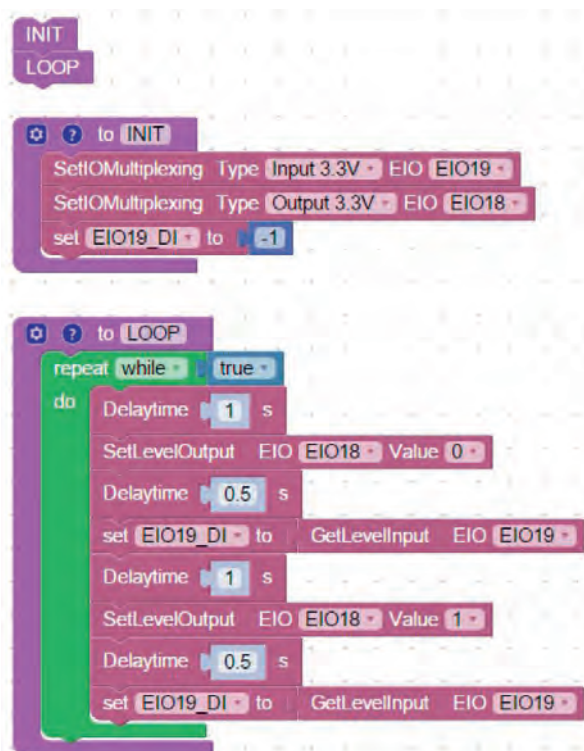 INIT
LOOP
? to INIT
SetIOMultiplexing Type Input 3.3V EIO EIO19
SetIOMultiplexing Type Output 3.3V EIO EIO18
set EIO19_DI to -1
? to LOOP
repeat while true
do Delaytime 1 s
SetLevelOutput EIO EIO18 Value 0
Delaytime 0.5 s
set EIO19_DI to GetLevelInput EIO EIO19
Delaytime 1 s
SetLevelOutput EIO EIO18 Value 1
Delaytime 0.5 s
set EIO19_DI to GetLevelInput EIO EIO19